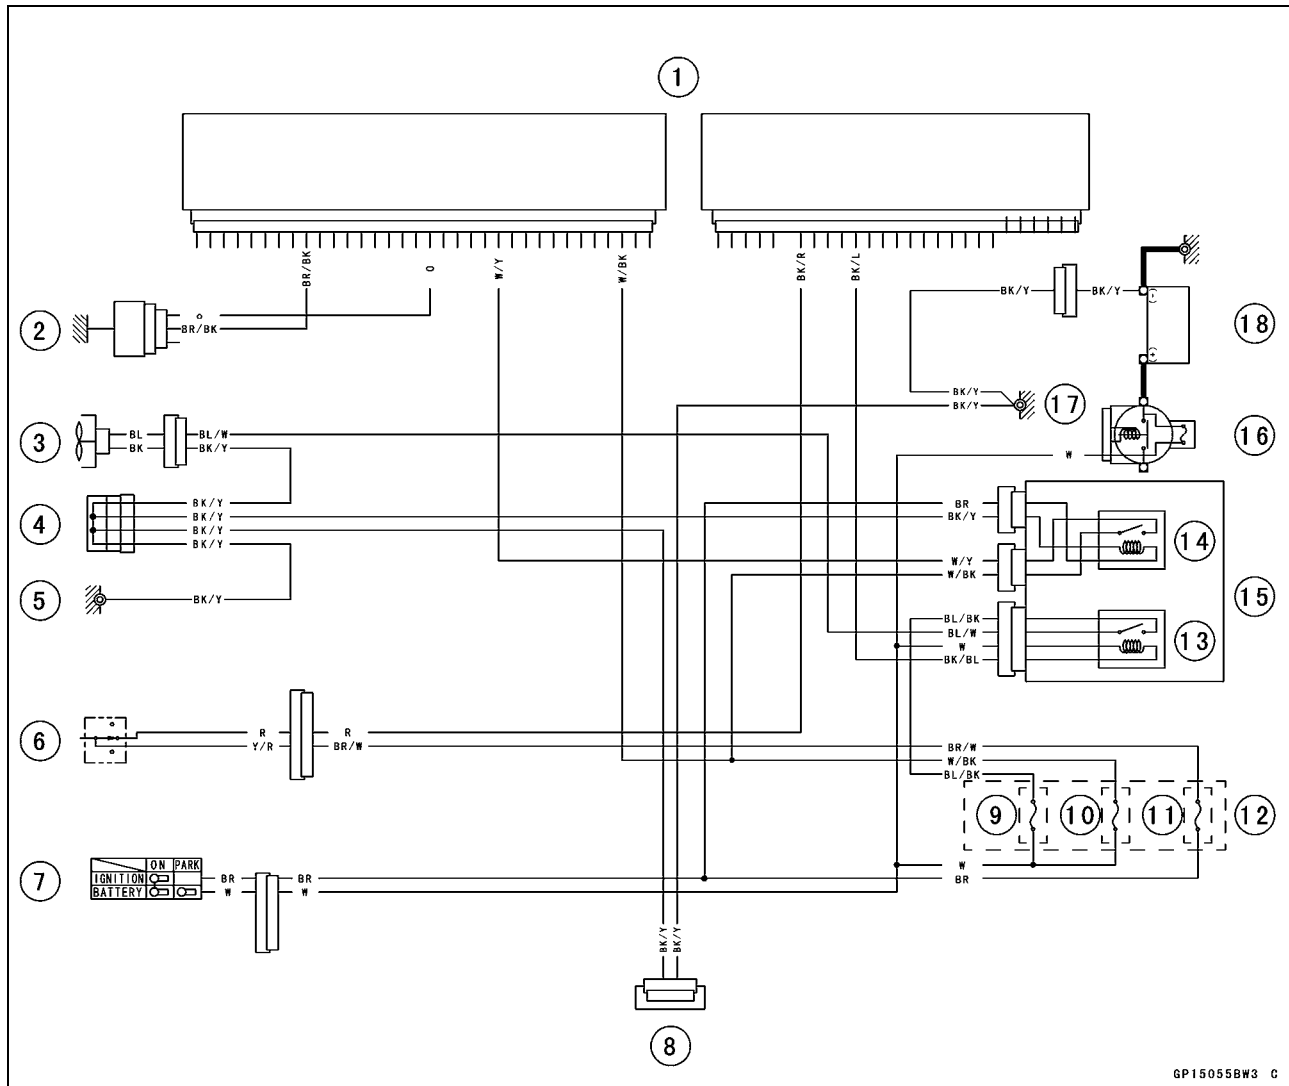 1
BR/BK
O
W/Y
W/BK
BK/R
BK/L
2
O
BR/BK
BK/Y
BK/Y
(-)
(+)
18
BK/Y
BK/Y
17
3
BL
BK
BL/W
BK/Y
W
16
4
BK/Y
BK/Y
BK/Y
BK/Y
BR
BK/Y
14
W/Y
W/BK
5
BK/Y
15
BL/BK
BL/W
W
BK/BL
13
6
R
Y/R
R
BR/W
BR/W
W/BK
BL/BK
9
10
11
12
7
ON PARK
IGNITION
BATTERY
BR
W
BR
W
W
BR
BK/Y
BK/Y
8
GP15055BW3 C